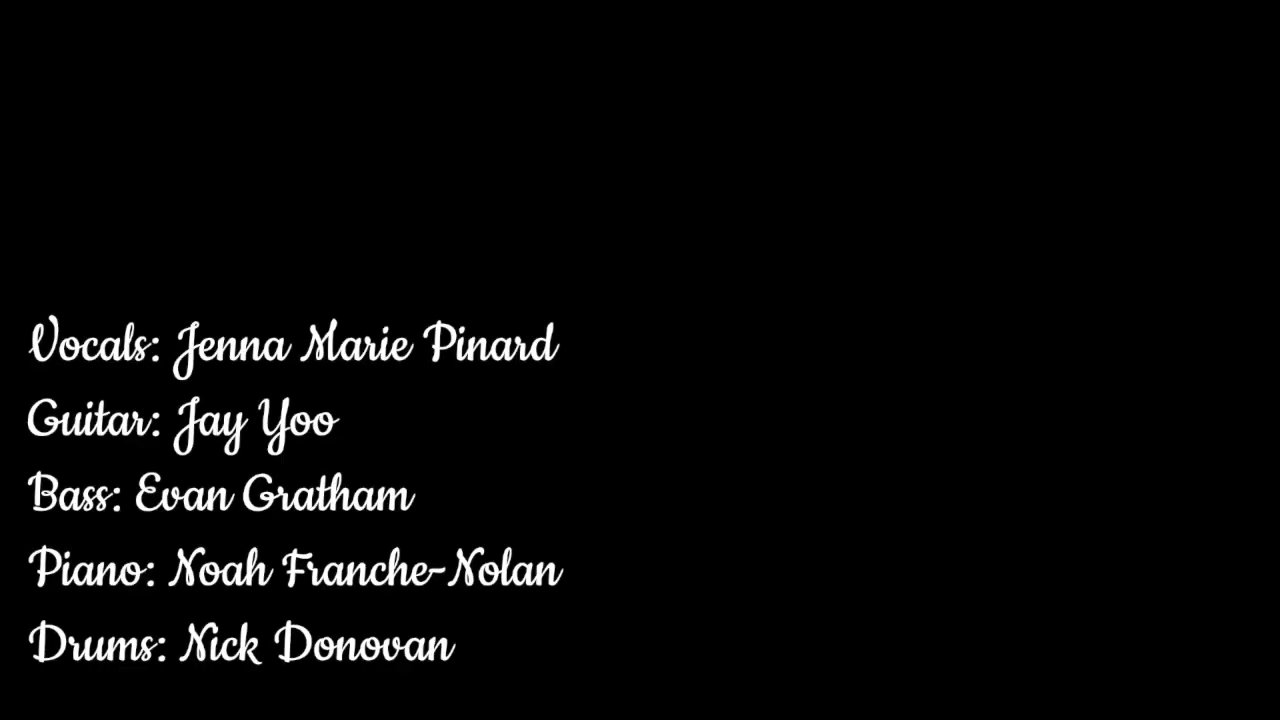 Vocals: Jenna Marie Pinard
Guitar: Jay Yoo
Bass: Evan Gratham
Piano: Noah Franche-Nolan
Drums: Nick Donovan